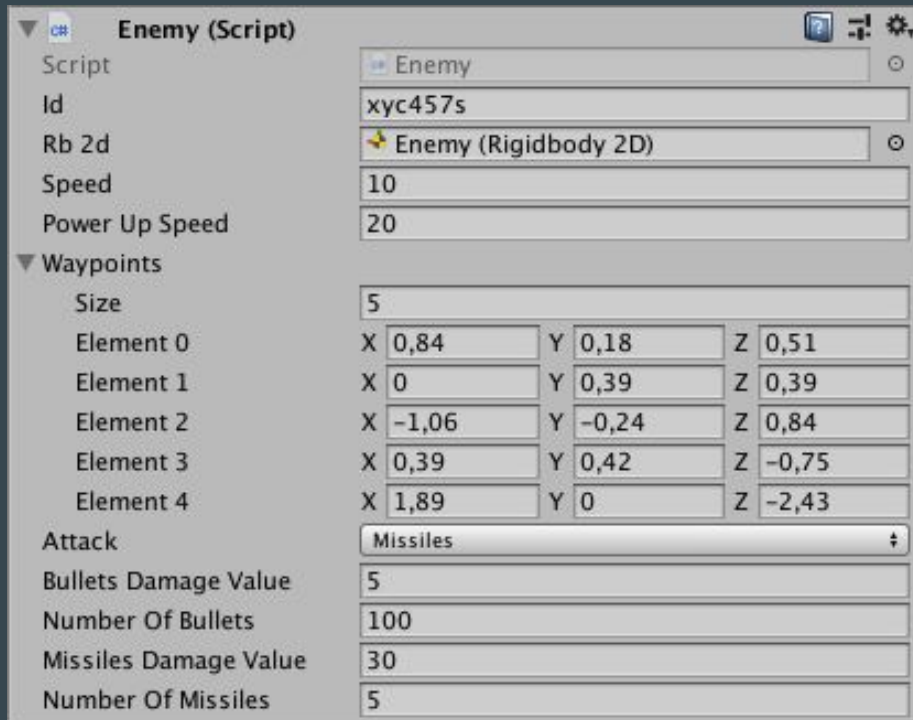 C# Enemy (Script)
Script Enemy
Id xyc457s
Rb 2d Enemy (Rigidbody 2D)
Speed 10
Power Up Speed 20
Waypoints
Size 5
Element 0 X 0,84 Y 0,18 Z 0,51
Element 1 X 0 Y 0,39 Z 0,39
Element 2 X -1,06 Y -0,24 Z 0,84
Element 3 X 0,39 Y 0,42 Z -0,75
Element 4 X 1,89 Y 0 Z -2,43
Attack Missiles
Bullets Damage Value 5
Number Of Bullets 100
Missiles Damage Value 30
Number Of Missiles 5